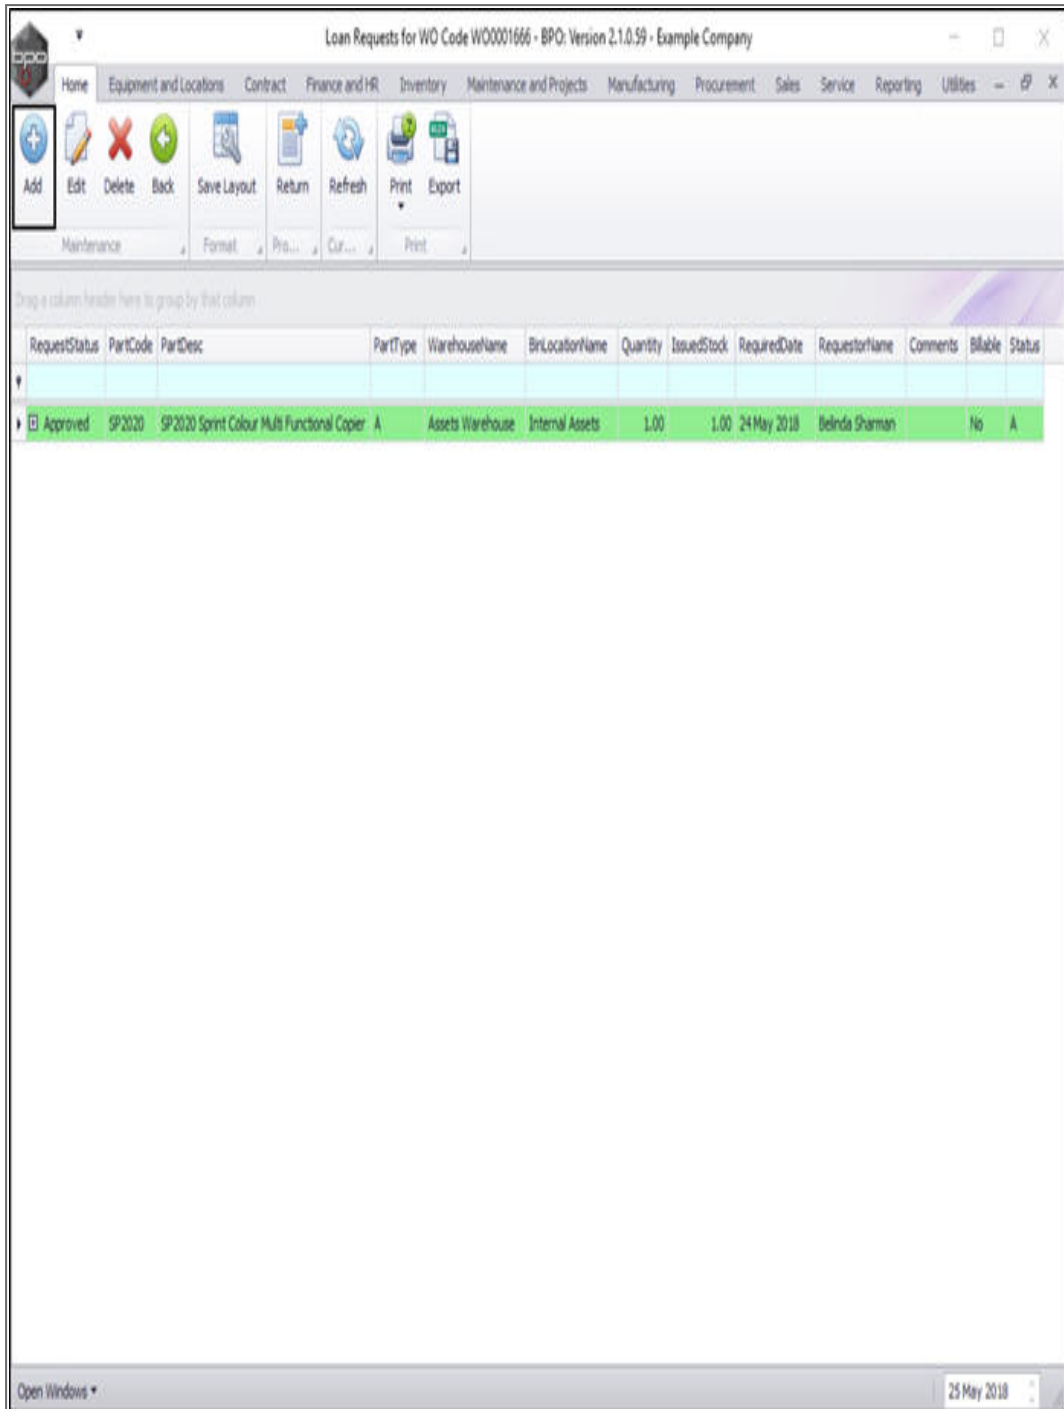 bpo
Loan Requests for WO Code WO0001666 - BPO: Version 2.1.0.59 - Example Company
Home Equipment and Locations Contract Finance and HR Inventory Maintenance and Projects Manufacturing Procurement Sales Service Reporting Utilities
Add Edit Delete Back Save Layout Return Refresh Print Export
Maintenance Format Pro... Cur... Print
Drag a column header here to group by that column
RequestStatus PartCode PartDesc PartType WarehouseName BinLocationName Quantity IssuedStock RequiredDate RequestorName Comments Billable Status
Approved SP2020 SP2020 Sprint Colour Multi Functional Copier A Assets Warehouse Internal Assets 1.00 1.00 24 May 2018 Belinda Sharman No A
Open Windows 25 May 2018